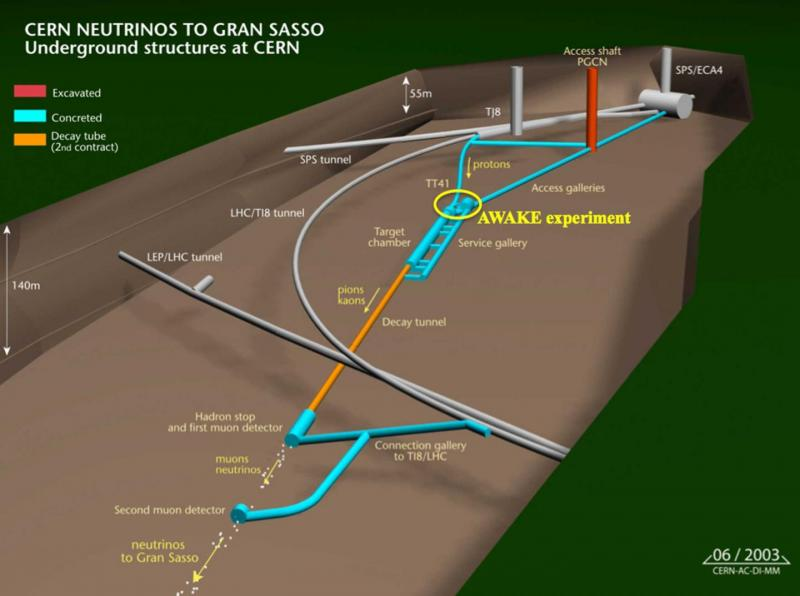 CERN NEUTRINOS TO GRAN SASSO
Underground structures at CERN
Excavated
Concreted
Decay tube
(2nd contract)
55m
140m
Access shaft
PGCN
SPS/ECA4
TJ8
SPS tunnel
protons
TT41
Access galleries
LHC/TI8 tunnel
AWAKE experiment
Target
chamber
Service gallery
LEP/LHC tunnel
pions
kaons
Decay tunnel
Hadron stop
and first muon detector
Connection gallery
to TI8/LHC
muons
neutrinos
Second muon detector
neutrinos
to Gran Sasso
06 / 2003
CERN-AC-DI-MM